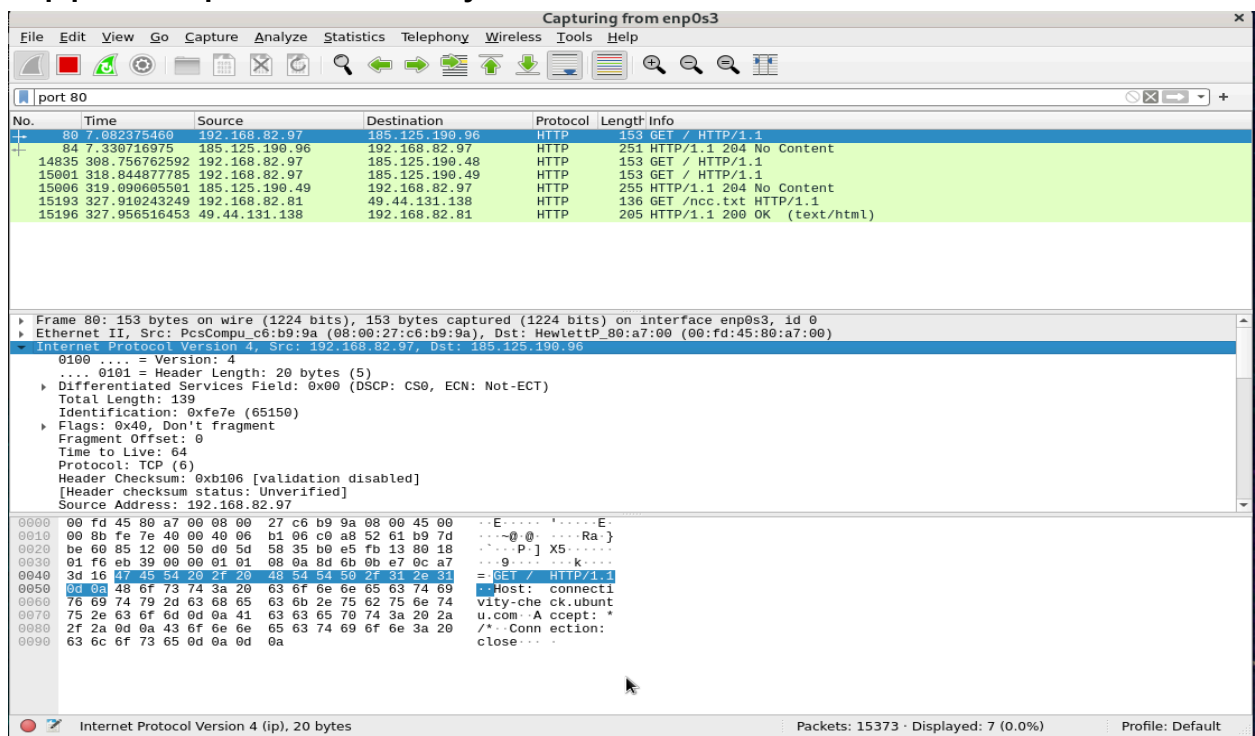 Capturing from enp0s3
File Edit View Go Capture Analyze Statistics Telephony Wireless Tools Help
port 80
No. Time Source Destination Protocol Length Info
80 7.082375460 192.168.82.97 185.125.190.96 HTTP 153 GET / HTTP/1.1
84 7.330716975 185.125.190.96 192.168.82.97 HTTP 251 HTTP/1.1 204 No Content
14835 308.756762592 192.168.82.97 185.125.190.48 HTTP 153 GET / HTTP/1.1
15001 318.844877785 192.168.82.97 185.125.190.49 HTTP 153 GET / HTTP/1.1
15006 319.090605501 185.125.190.49 192.168.82.97 HTTP 255 HTTP/1.1 204 No Content
15193 327.910243249 192.168.82.81 49.44.131.138 HTTP 136 GET /ncc.txt HTTP/1.1
15196 327.956516453 49.44.131.138 192.168.82.81 HTTP 205 HTTP/1.1 200 OK (text/html)
Frame 80: 153 bytes on wire (1224 bits), 153 bytes captured (1224 bits) on interface enp0s3, id 0
Ethernet II, Src: PcsCompu_c6:b9:9a (08:00:27:c6:b9:9a), Dst: HewlettP_80:a7:00 (00:fd:45:80:a7:00)
Internet Protocol Version 4, Src: 192.168.82.97, Dst: 185.125.190.96
0100 .... = Version: 4
.... 0101 = Header Length: 20 bytes (5)
Differentiated Services Field: 0x00 (DSCP: CS0, ECN: Not-ECT)
Total Length: 139
Identification: 0xfe7e (65150)
Flags: 0x40, Don't fragment
Fragment Offset: 0
Time to Live: 64
Protocol: TCP (6)
Header Checksum: 0xb106 [validation disabled]
[Header checksum status: Unverified]
Source Address: 192.168.82.97
0000 00 fd 45 80 a7 00 08 00 27 c6 b9 9a 08 00 45 00 ··E·····'·····E·
0010 00 8b fe 7e 40 00 40 06 b1 06 c0 a8 52 61 b9 7d ···~@·@·····Ra·}
0020 be 60 85 12 00 50 d0 5d 58 35 b0 e5 fb 13 80 18 ·`···P·] X5······
0030 01 f6 eb 39 00 00 01 01 08 0a 8d 6b 0b e7 0c a7 ···9·······k····
0040 3d 16 47 45 54 20 2f 20 48 54 54 50 2f 31 2e 31 =·GET / HTTP/1.1
0050 0d 0a 48 6f 73 74 3a 20 63 6f 6e 6e 65 63 74 69 ··Host: connecti
0060 76 69 74 79 2d 63 68 65 63 6b 2e 75 62 75 6e 74 vity-che ck.ubunt
0070 75 2e 63 6f 6d 0d 0a 41 63 63 65 70 74 3a 20 2a u.com··A ccept: *
0080 2f 2a 0d 0a 43 6f 6e 6e 65 63 74 69 6f 6e 3a 20 /*··Conn ection:
0090 63 6c 6f 73 65 0d 0a 0d 0a close··· ·
Internet Protocol Version 4 (ip), 20 bytes Packets: 15373 · Displayed: 7 (0.0%) Profile: Default